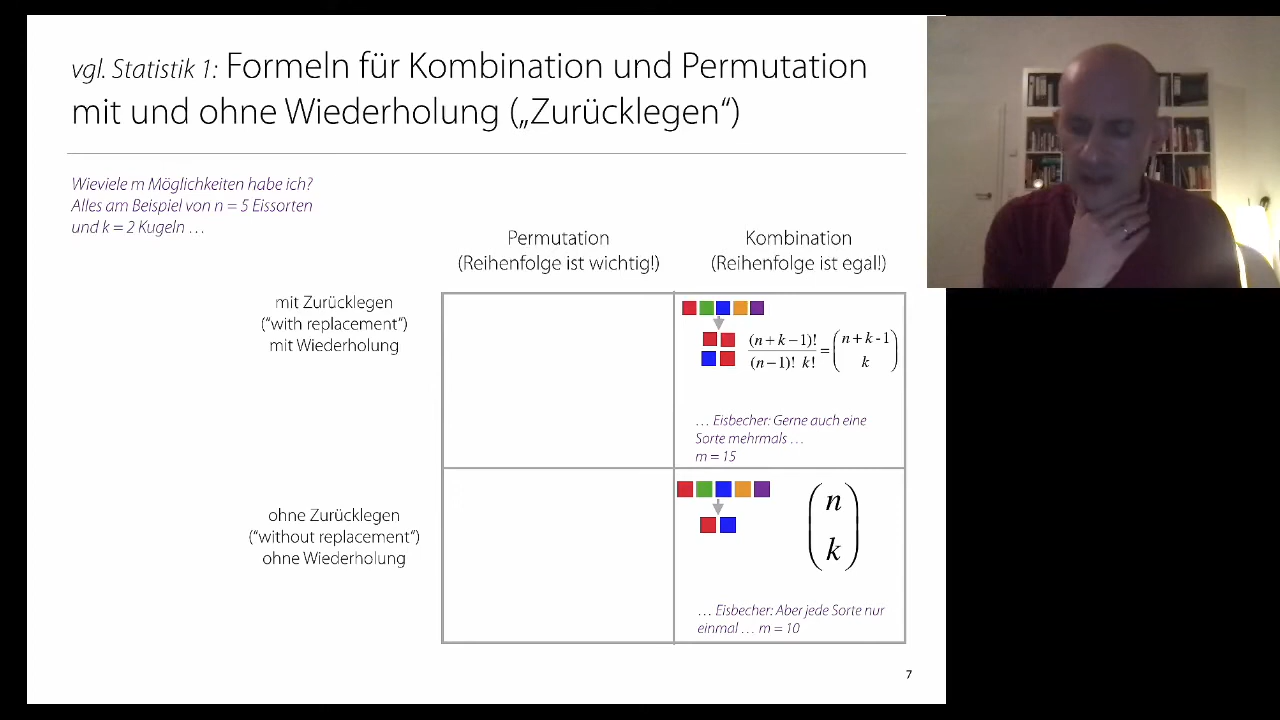 vgl. Statistik 1: Formeln für Kombination und Permutation
mit und ohne Wiederholung („Zurücklegen“)
Wieviele m Möglichkeiten habe ich?
Alles am Beispiel von n = 5 Eissorten
und k = 2 Kugeln …
Permutation
(Reihenfolge ist wichtig!)
Kombination
(Reihenfolge ist egal!)
mit Zurücklegen
(“with replacement”)
mit Wiederholung
(n+k−1)!
(n−1)! k!
=
(n+k-1
k)
… Eisbecher: Gerne auch eine
Sorte mehrmals …
m = 15
ohne Zurücklegen
(“without replacement”)
ohne Wiederholung
(n
k)
… Eisbecher: Aber jede Sorte nur
einmal … m = 10
7